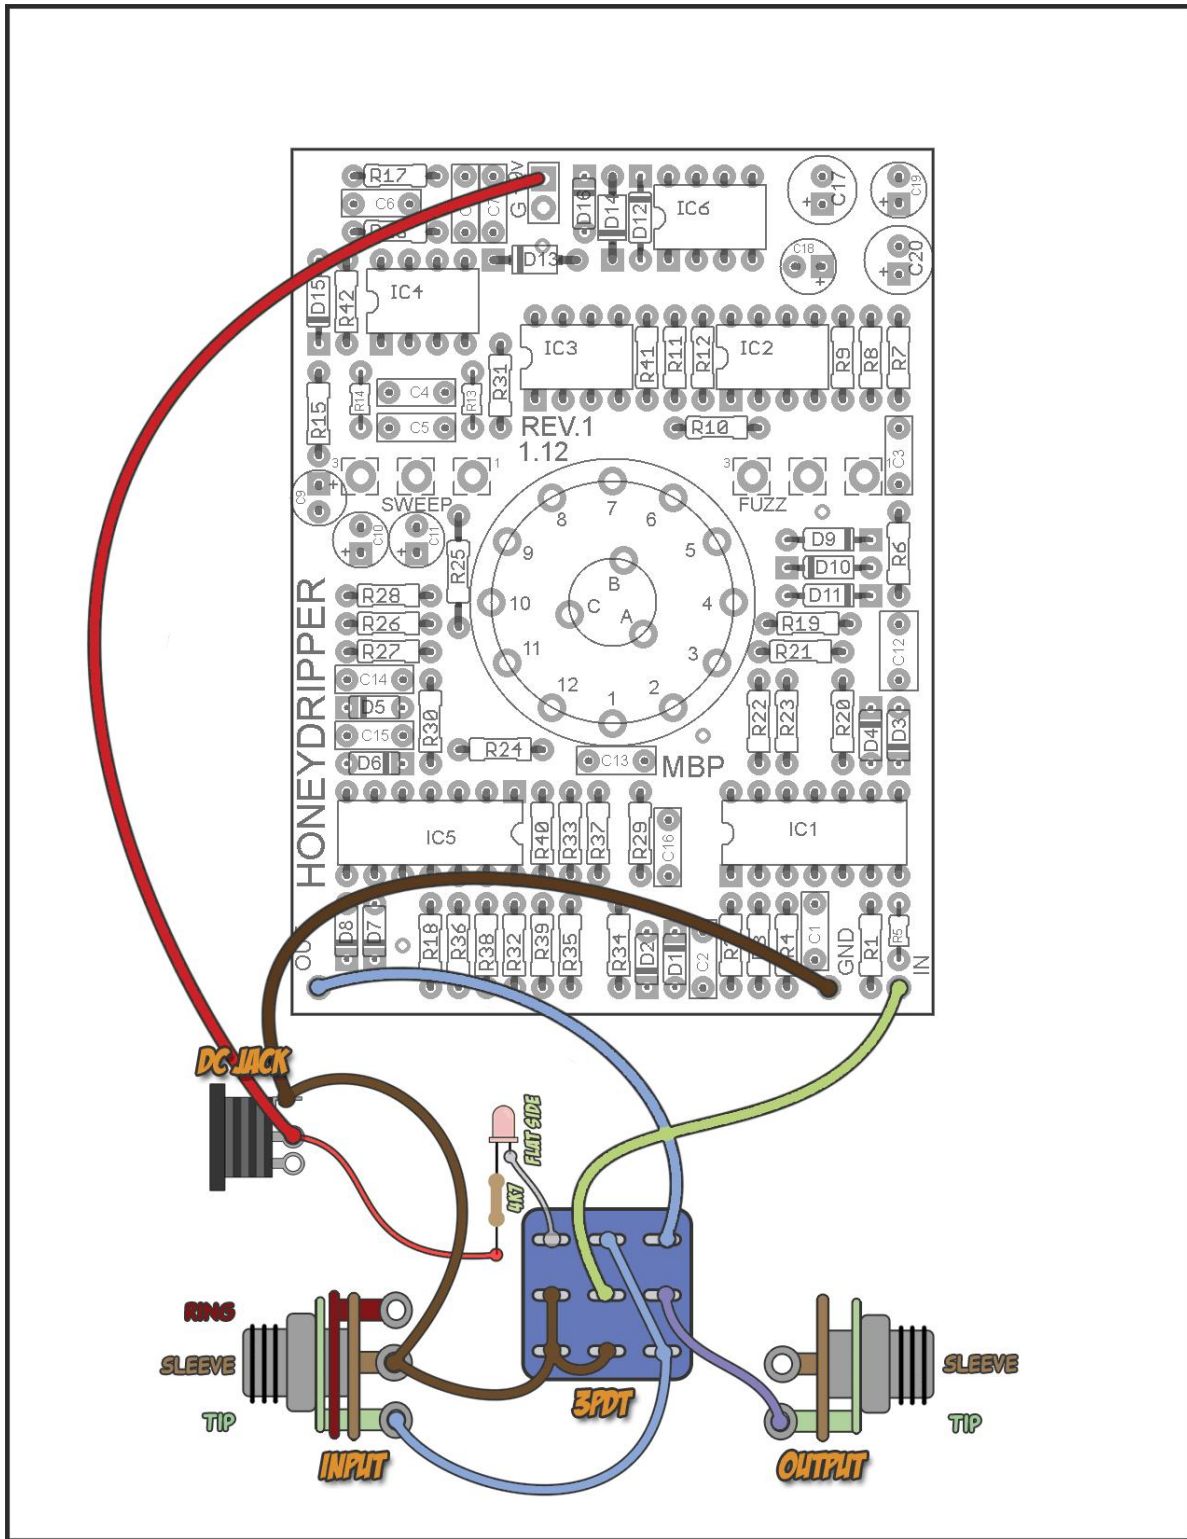 R17
C6
C7
G
9V
D16
D14
D12
IC6
C17
C19
D13
C18
C20
D15
R42
IC4
IC3
R41
R11
R12
IC2
R9
R8
R7
R31
R15
R14
C4
R13
C5
REV.1
1.12
R10
C3
3
1
SWEEP
3
1
FUZZ
C9
C10
C11
R25
7
8
6
9
5
10
4
11
3
12
2
1
B
C
A
D9
D10
D11
R6
R28
R26
R27
R19
R21
C12
C14
D5
C15
D6
R30
R24
R22
R23
R20
D4
D3
C13
MBP
HONEYDRIPPER
IC5
R40
R33
R37
R29
C16
IC1
D8
D7
R18
R36
R38
R32
R39
R35
R34
D2
D1
C2
R4
C1
GND
R1
R5
IN
DC JACK
FLAT SIDE
4K7
RING
SLEEVE
TIP
INPUT
3PDT
SLEEVE
TIP
OUTPUT